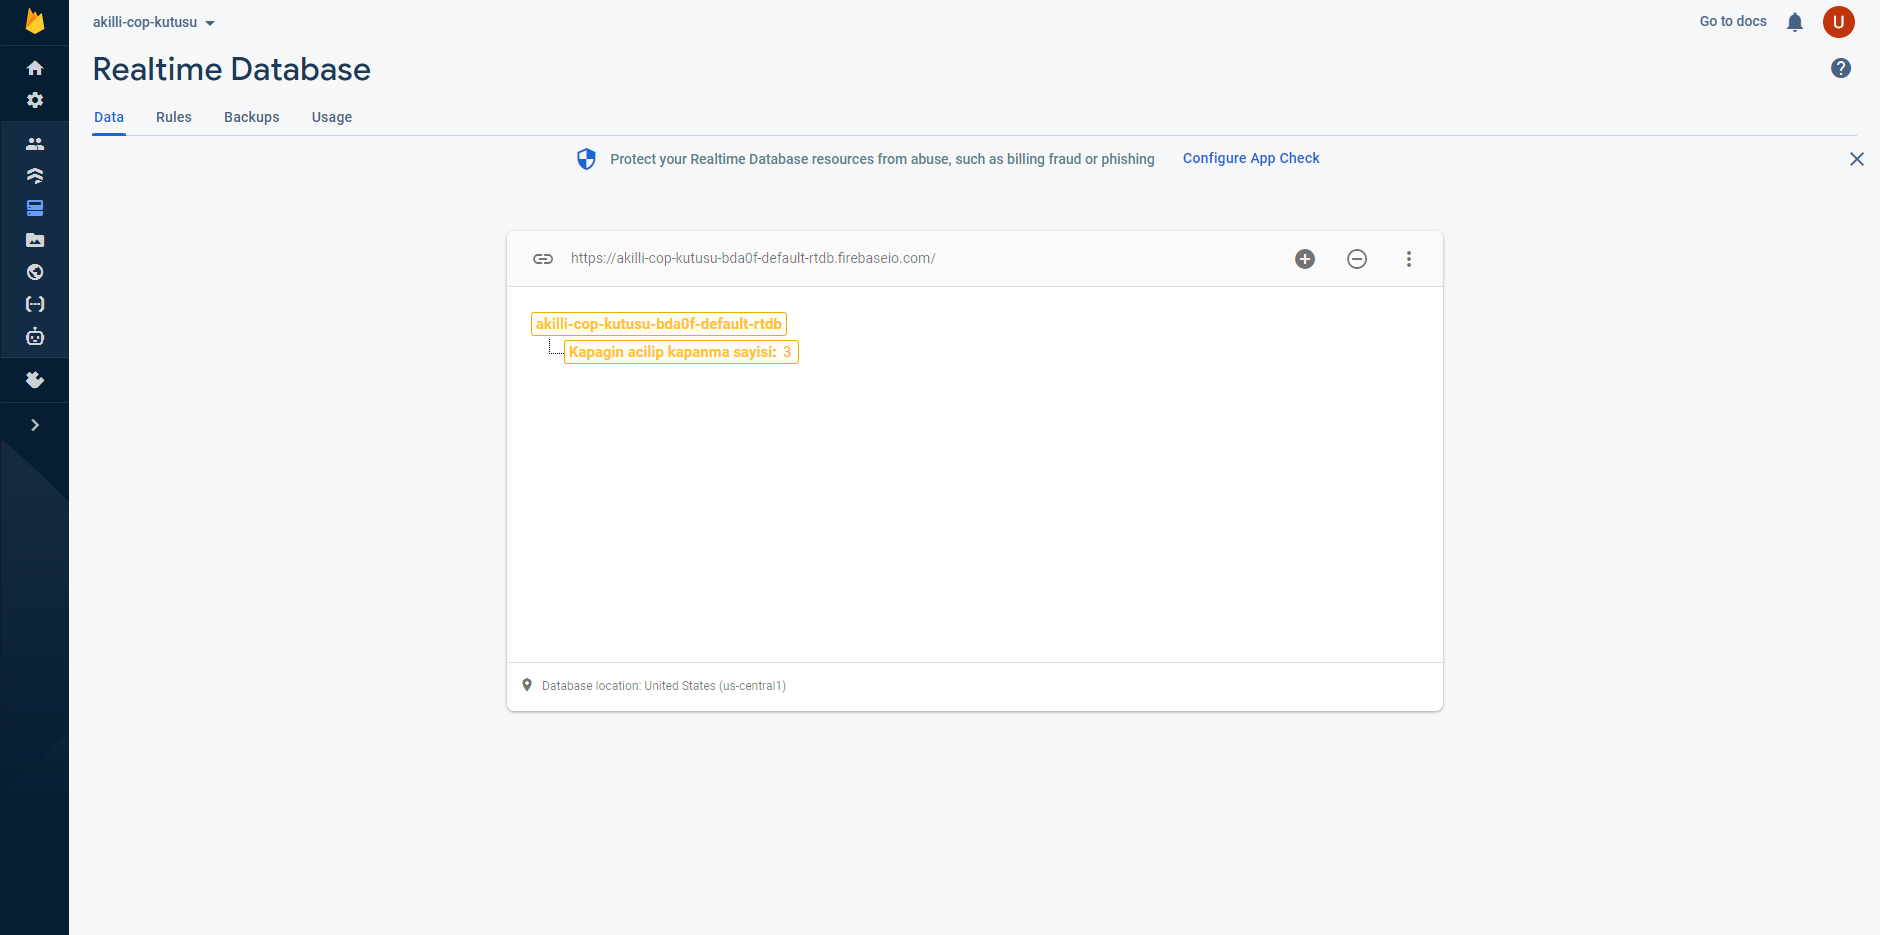 akilli-cop-kutusu
Go to docs
U
Realtime Database
?
Data Rules Backups Usage
Protect your Realtime Database resources from abuse, such as billing fraud or phishing Configure App Check
https://akilli-cop-kutusu-bda0f-default-rtdb.firebaseio.com/
akilli-cop-kutusu-bda0f-default-rtdb
Kapagin acilip kapanma sayisi: 3
Database location: United States (us-central1)